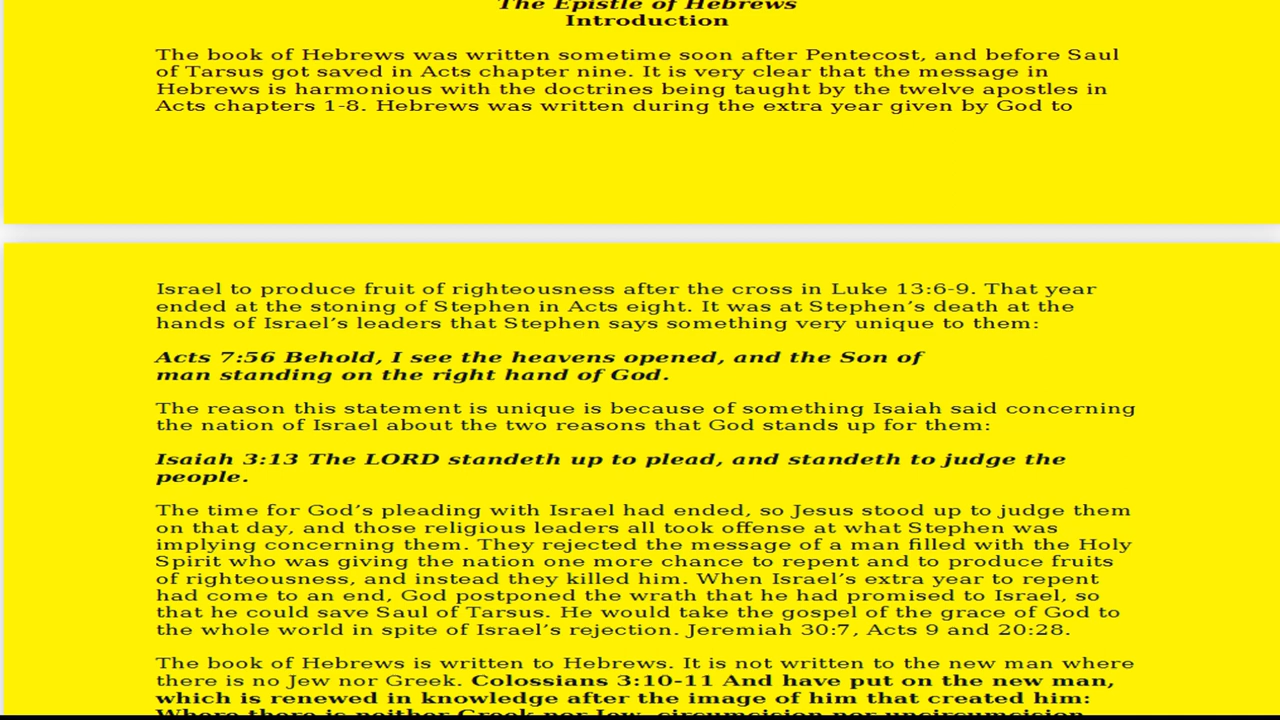 The Epistle of Hebrews
Introduction
The book of Hebrews was written sometime soon after Pentecost, and before Saul
of Tarsus got saved in Acts chapter nine. It is very clear that the message in
Hebrews is harmonious with the doctrines being taught by the twelve apostles in
Acts chapters 1-8. Hebrews was written during the extra year given by God to
Israel to produce fruit of righteousness after the cross in Luke 13:6-9. That year
ended at the stoning of Stephen in Acts eight. It was at Stephen’s death at the
hands of Israel’s leaders that Stephen says something very unique to them:
Acts 7:56 Behold, I see the heavens opened, and the Son of
man standing on the right hand of God.
The reason this statement is unique is because of something Isaiah said concerning
the nation of Israel about the two reasons that God stands up for them:
Isaiah 3:13 The LORD standeth up to plead, and standeth to judge the
people.
The time for God’s pleading with Israel had ended, so Jesus stood up to judge them
on that day, and those religious leaders all took offense at what Stephen was
implying concerning them. They rejected the message of a man filled with the Holy
Spirit who was giving the nation one more chance to repent and to produce fruits
of righteousness, and instead they killed him. When Israel’s extra year to repent
had come to an end, God postponed the wrath that he had promised to Israel, so
that he could save Saul of Tarsus. He would take the gospel of the grace of God to
the whole world in spite of Israel’s rejection. Jeremiah 30:7, Acts 9 and 20:28.
The book of Hebrews is written to Hebrews. It is not written to the new man where
there is no Jew nor Greek. Colossians 3:10-11 And have put on the new man,
which is renewed in knowledge after the image of him that created him:
Where there is neither Greek nor Jew, circumcision nor uncircumcision,